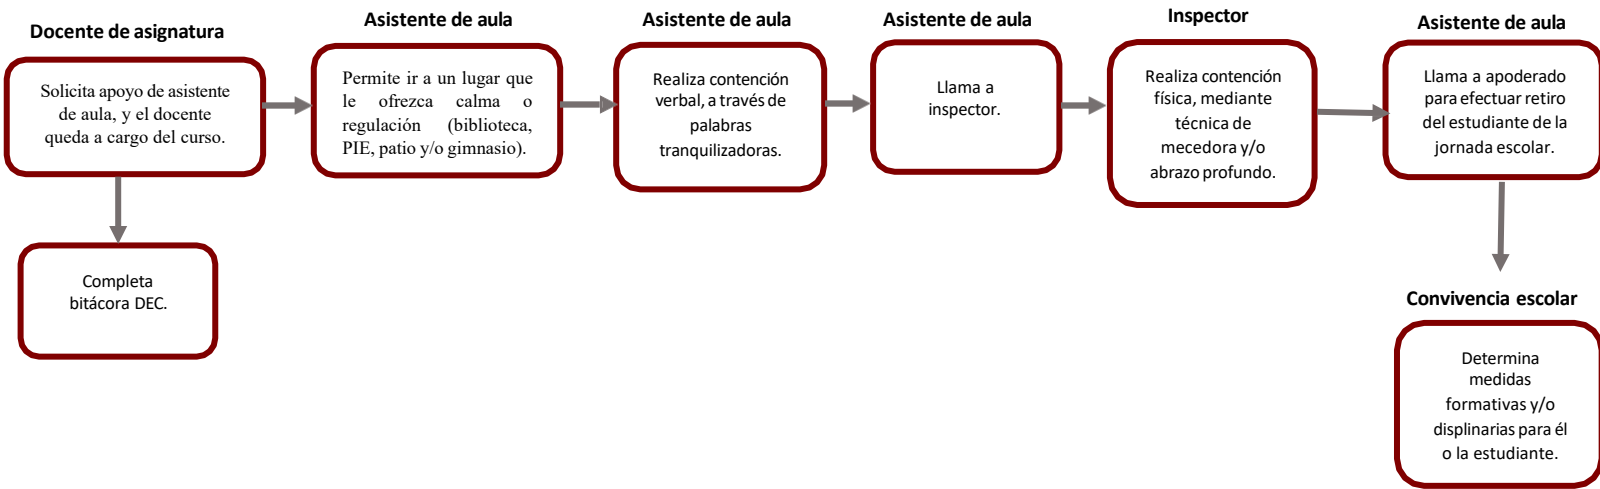 Docente de asignatura
Solicita apoyo de asistente
de aula, y el docente
queda a cargo del curso.
Completa
bitácora DEC.
Asistente de aula
Permite ir a un lugar que
le ofrezca calma o
regulación (biblioteca,
PIE, patio y/o gimnasio).
Asistente de aula
Realiza contención
verbal, a través de
palabras
tranquilizadoras.
Asistente de aula
Llama a
inspector.
Inspector
Realiza contención
física, mediante
técnica de
mecedora y/o
abrazo profundo.
Asistente de aula
Llama a apoderado
para efectuar retiro
del estudiante de la
jornada escolar.
Convivencia escolar
Determina
medidas
formativas y/o
displinarias para él
o la estudiante.